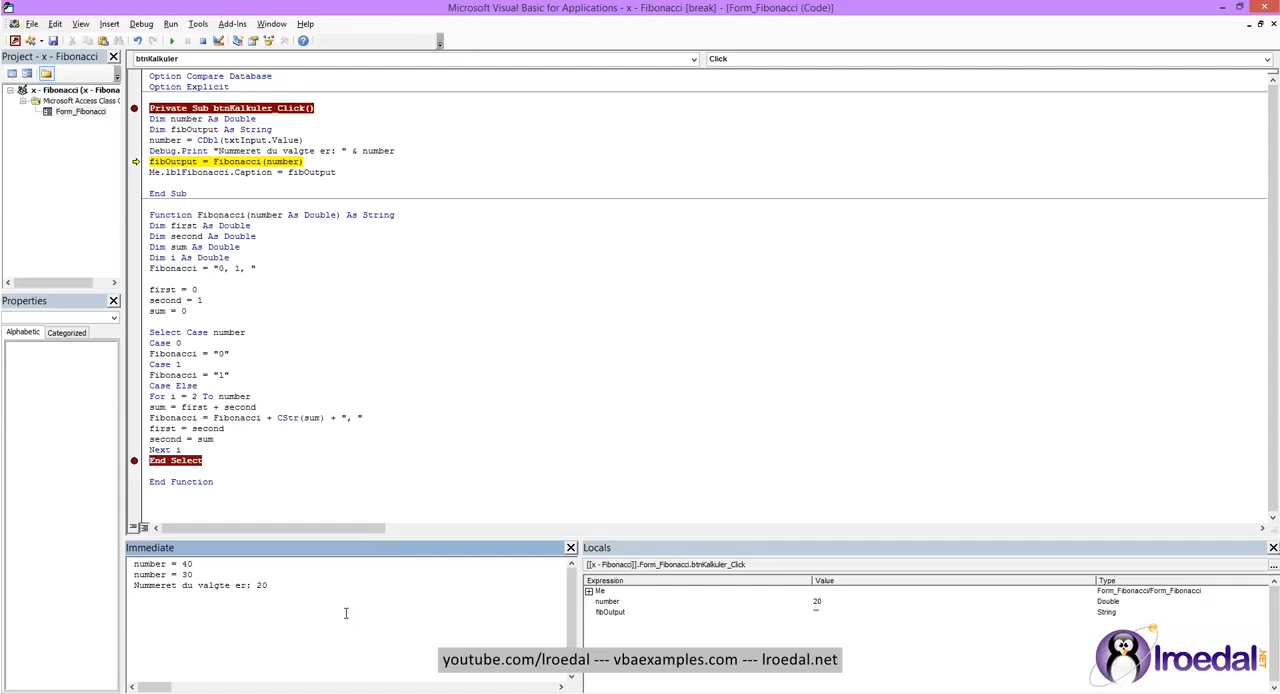 Microsoft Visual Basic for Applications - x - Fibonacci [break] - [Form_Fibonacci (Code)]
File Edit View Insert Format Debug Run Tools Add-Ins Window Help
Project - x - Fibonacci
x - Fibonacci (x - Fibona
Microsoft Access Class O
Form_Fibonacci
Properties
Alphabetic Categorized
btnKalkuler Click
Option Compare Database
Option Explicit
Private Sub btnKalkuler_Click()
Dim number As Double
Dim fibOutput As String
number = CDbl(txtInput.Value)
Debug.Print "Nummeret du valgte er: " & number
fibOutput = Fibonacci(number)
Me.lblFibonacci.Caption = fibOutput
End Sub
Function Fibonacci(number As Double) As String
Dim first As Double
Dim second As Double
Dim sum As Double
Dim i As Double
Fibonacci = "0, 1, "
first = 0
second = 1
sum = 0
Select Case number
Case 0
Fibonacci = "0"
Case 1
Fibonacci = "1"
Case Else
For i = 2 To number
sum = first + second
Fibonacci = Fibonacci + CStr(sum) + ", "
first = second
second = sum
Next i
End Select
End Function
Immediate
number = 40
number = 30
Nummeret du valgte er: 20
Locals
[[x - Fibonacci]].Form_Fibonacci.btnKalkuler_Click
Expression Value Type
Me Form_Fibonacci/Form_Fibonacci
number 20 Double
fibOutput "" String
youtube.com/lroedal --- vbaexamples.com --- lroedal.net
lroedal.NET